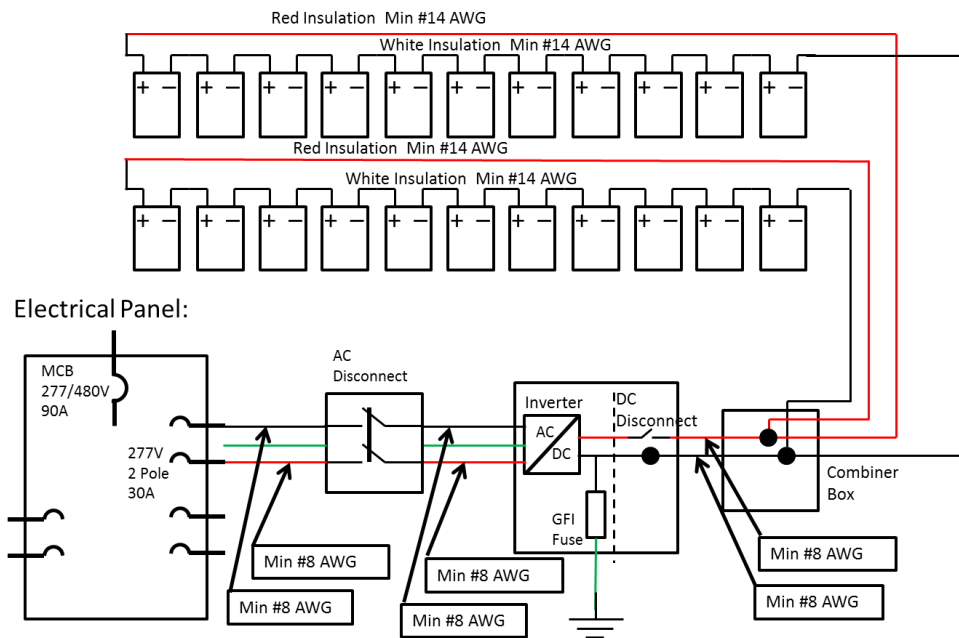 Red Insulation Min #14 AWG
White Insulation Min #14 AWG
+ − + − + − + − + − + − + − + − + − + − + −
Red Insulation Min #14 AWG
White Insulation Min #14 AWG
+ − + − + − + − + − + − + − + − + − + − + −
Electrical Panel:
MCB
277/480V
90A
277V
2 Pole
30A
AC
Disconnect
Inverter
AC
DC
DC
Disconnect
GFI
Fuse
Combiner
Box
Min #8 AWG
Min #8 AWG
Min #8 AWG
Min #8 AWG
Min #8 AWG
Min #8 AWG